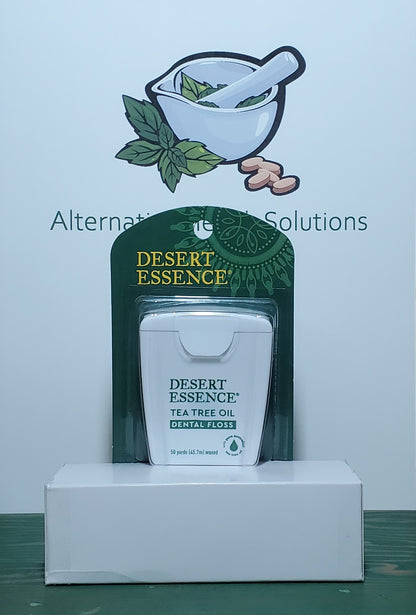 Alternati
Solutions
DESERT
ESSENCE®
DESERT
ESSENCE®
TEA TREE OIL
DENTAL FLOSS
50 yards (45.7m) waxed